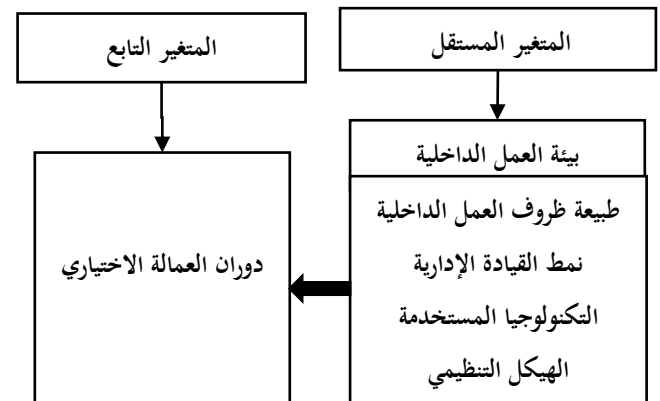 المتغير المستقل
المتغير التابع
بيئة العمل الداخلية
طبيعة ظروف العمل الداخلية
نمط القيادة الإدارية
التكنولوجيا المستخدمة
الهيكل التنظيمي
دوران العمالة الاختياري